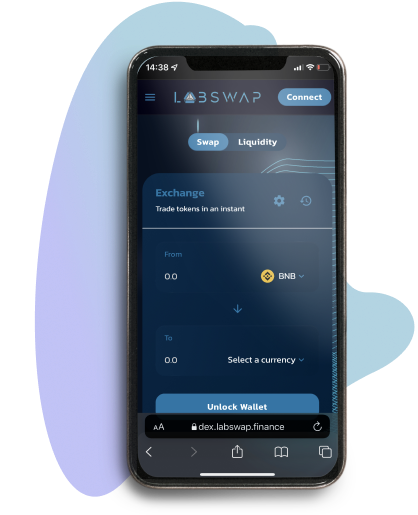 14:38
LABSWAP
Connect
Swap
Liquidity
Exchange
Trade tokens in an instant
From
0.0
BNB
To
0.0
Select a currency
Unlock Wallet
AA
dex.labswap.finance